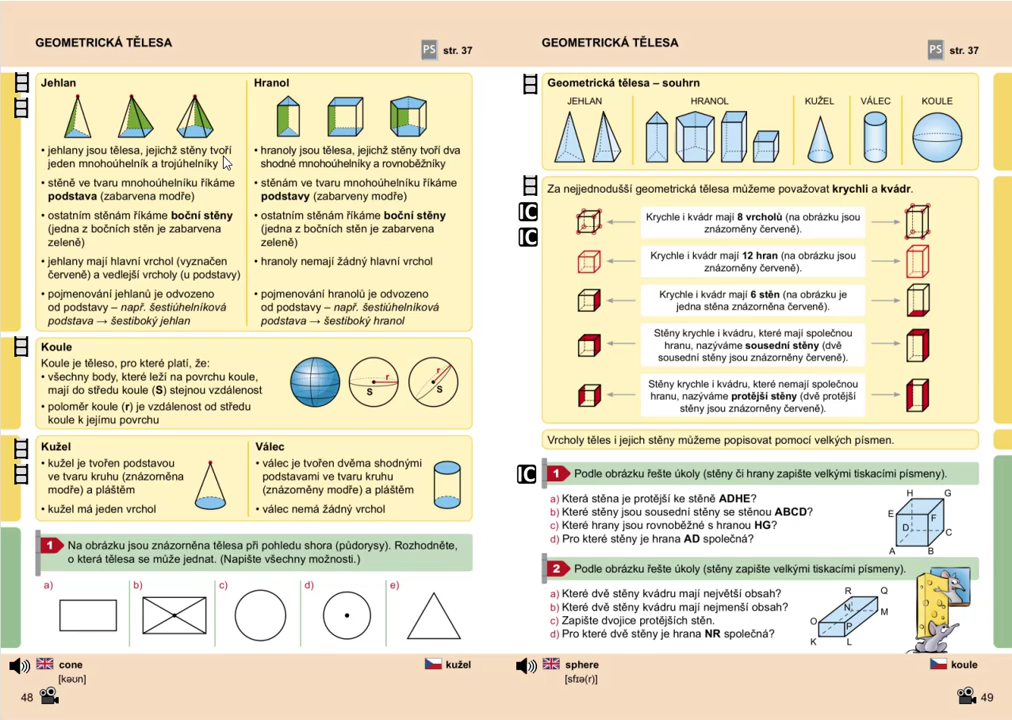 GEOMETRICKÁ TĚLESA
PS str. 37
Jehlan
• jehlany jsou tělesa, jejichž stěny tvoří
jeden mnohoúhelník a trojúhelníky
• stěně ve tvaru mnohoúhelníku říkáme
podstava (zabarvena modře)
• ostatním stěnám říkáme boční stěny
(jedna z bočních stěn je zabarvena
zeleně)
• jehlany mají hlavní vrchol (vyznačen
červeně) a vedlejší vrcholy (u podstavy)
• pojmenování jehlanů je odvozeno
od podstavy – např. šestiúhelníková
podstava → šestiboký jehlan
Hranol
• hranoly jsou tělesa, jejichž stěny tvoří dva
shodné mnohoúhelníky a rovnoběžníky
• stěnám ve tvaru mnohoúhelníku říkáme
podstavy (zabarveny modře)
• ostatním stěnám říkáme boční stěny
(jedna z bočních stěn je zabarvena
zeleně)
• hranoly nemají žádný hlavní vrchol
• pojmenování hranolů je odvozeno
od podstavy – např. šestiúhelníková
podstava → šestiboký hranol
Koule
Koule je těleso, pro které platí, že:
• všechny body, které leží na povrchu koule,
mají do středu koule (S) stejnou vzdálenost
• poloměr koule (r) je vzdálenost od středu
koule k jejímu povrchu
r
S
r
S
Kužel
• kužel je tvořen podstavou
ve tvaru kruhu (znázorněna
modře) a pláštěm
• kužel má jeden vrchol
Válec
• válec je tvořen dvěma shodnými
podstavami ve tvaru kruhu
(znázorněny modře) a pláštěm
• válec nemá žádný vrchol
1 Na obrázku jsou znázorněna tělesa při pohledu shora (půdorysy). Rozhodněte,
o která tělesa se může jednat. (Napište všechny možnosti.)
a) b) c) d) e)
cone
[kəʊn]
kužel
48
GEOMETRICKÁ TĚLESA
PS str. 37
Geometrická tělesa – souhrn
JEHLAN HRANOL KUŽEL VÁLEC KOULE
Za nejjednodušší geometrická tělesa můžeme považovat krychli a kvádr.
Krychle i kvádr mají 8 vrcholů (na obrázku jsou
znázorněny červeně).
Krychle i kvádr mají 12 hran (na obrázku jsou
znázorněny červeně).
Krychle i kvádr mají 6 stěn (na obrázku je
jedna stěna znázorněna červeně).
Stěny krychle i kvádru, které mají společnou
hranu, nazýváme sousední stěny (dvě
sousední stěny jsou znázorněny červeně).
Stěny krychle i kvádru, které nemají společnou
hranu, nazýváme protější stěny (dvě protější
stěny jsou znázorněny červeně).
Vrcholy těles i jejich stěny můžeme popisovat pomocí velkých písmen.
IC
IC
IC
1 Podle obrázku řešte úkoly (stěny či hrany zapište velkými tiskacími písmeny).
a) Která stěna je protější ke stěně ADHE?
b) Které stěny jsou sousední se stěnou ABCD?
c) Které hrany jsou rovnoběžné s hranou HG?
d) Pro které stěny je hrana AD společná?
H G
E F
D C
A B
2 Podle obrázku řešte úkoly (stěny zapište velkými tiskacími písmeny).
a) Které dvě stěny kvádru mají největší obsah?
b) Které dvě stěny kvádru mají nejmenší obsah?
c) Zapište dvojice protějších stěn.
d) Pro které dvě stěny je hrana NR společná?
R Q
N M
O P
K L
sphere
[sfɪə(r)]
koule
49